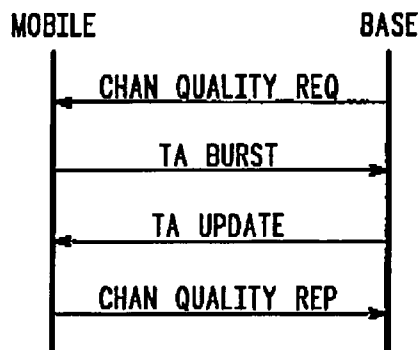 MOBILE BASE
CHAN QUALITY REQ
TA BURST
TA UPDATE
CHAN QUALITY REP